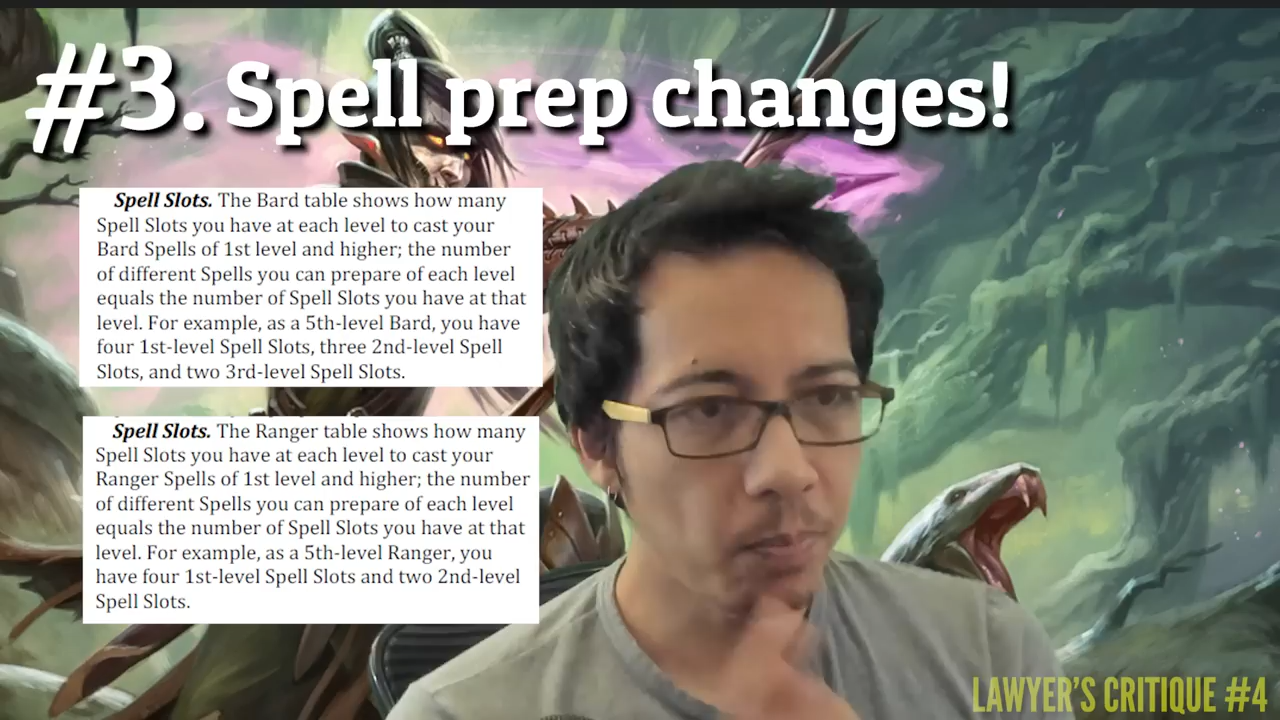 #3. Spell prep changes!
Spell Slots. The Bard table shows how many
Spell Slots you have at each level to cast your
Bard Spells of 1st level and higher; the number
of different Spells you can prepare of each level
equals the number of Spell Slots you have at that
level. For example, as a 5th-level Bard, you have
four 1st-level Spell Slots, three 2nd-level Spell
Slots, and two 3rd-level Spell Slots.
Spell Slots. The Ranger table shows how many
Spell Slots you have at each level to cast your
Ranger Spells of 1st level and higher; the number
of different Spells you can prepare of each level
equals the number of Spell Slots you have at that
level. For example, as a 5th-level Ranger, you
have four 1st-level Spell Slots and two 2nd-level
Spell Slots.
LAWYER'S CRITIQUE #4